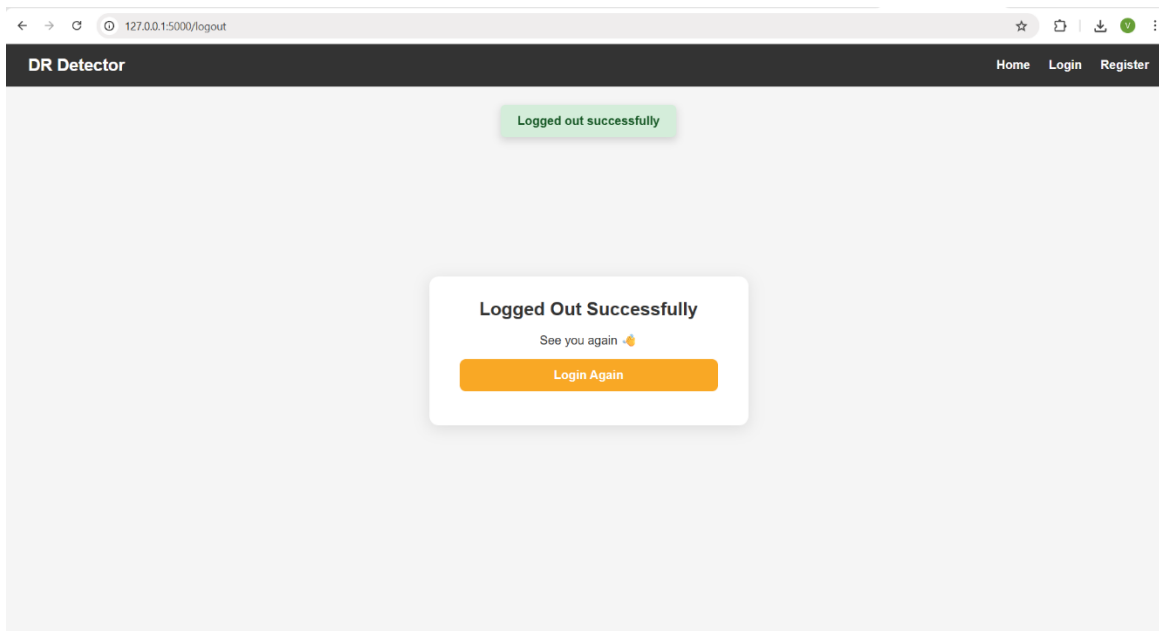 127.0.0.1:5000/logout
V
DR Detector
Home Login Register
Logged out successfully
Logged Out Successfully
See you again 👋
Login Again